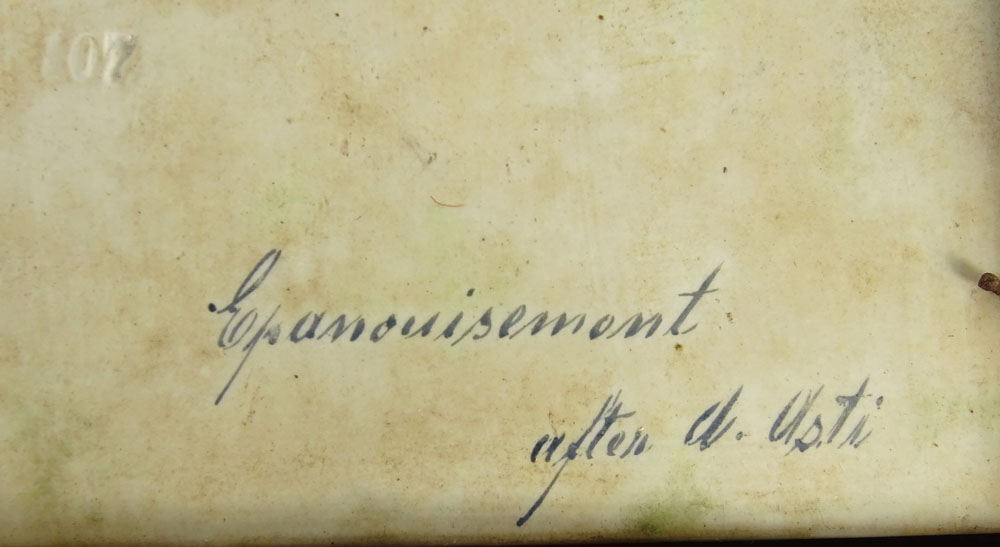 107
Epanouisemont
after A. Asti